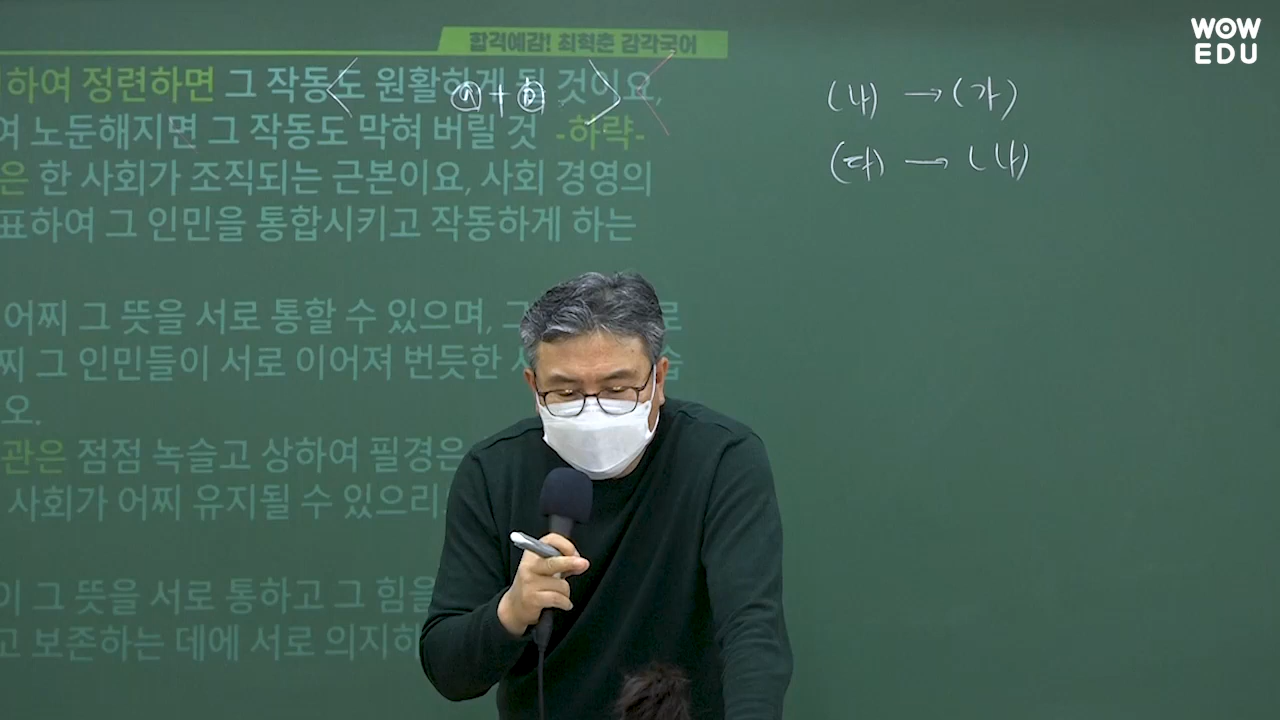 WOW
EDU
합격예감! 최혁춘 감각국어
하여 정련하면 그 작동도 원활하게 될 것이요,
< ⓐ + ⓑ >
여 노둔해지면 그 작동도 막혀 버릴 것 -하략-
은 한 사회가 조직되는 근본이요, 사회 경영의
표하여 그 인민을 통합시키고 작동하게 하는
어찌 그 뜻을 서로 통할 수 있으며, 그
찌 그 인민들이 서로 이어져 번듯한
오.
관은 점점 녹슬고 상하여 필경은
사회가 어찌 유지될 수 있으리
이 그 뜻을 서로 통하고 그 힘을
고 보존하는 데에 서로 의지하
(나) → (가)
(다) → (나)